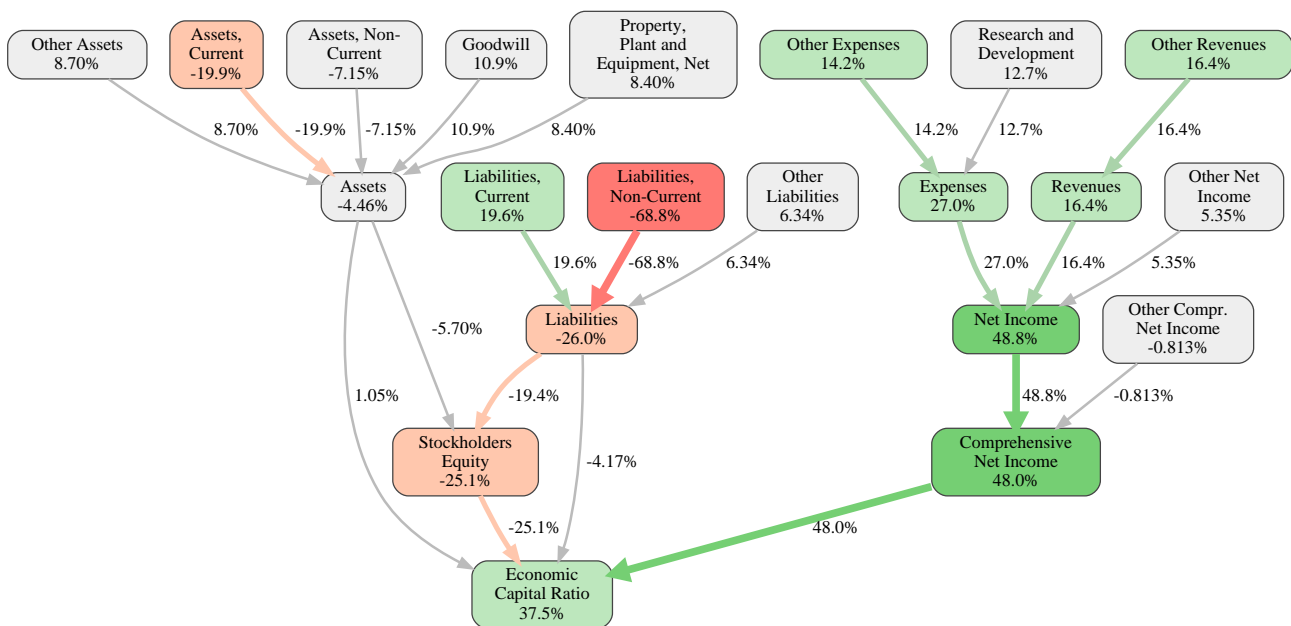 Other Assets
8.70%
Assets,
Current
-19.9%
Assets, Non-
Current
-7.15%
Goodwill
10.9%
Property,
Plant and
Equipment, Net
8.40%
Other Expenses
14.2%
Research and
Development
12.7%
Other Revenues
16.4%
8.70%
-19.9%
-7.15%
10.9%
8.40%
14.2%
12.7%
16.4%
Assets
-4.46%
Liabilities,
Current
19.6%
Liabilities,
Non-Current
-68.8%
Other
Liabilities
6.34%
Expenses
27.0%
Revenues
16.4%
Other Net
Income
5.35%
19.6%
-68.8%
6.34%
27.0%
16.4%
5.35%
-5.70%
Liabilities
-26.0%
Net Income
48.8%
Other Compr.
Net Income
-0.813%
1.05%
-19.4%
48.8%
-0.813%
Stockholders
Equity
-25.1%
-4.17%
Comprehensive
Net Income
48.0%
-25.1%
48.0%
Economic
Capital Ratio
37.5%